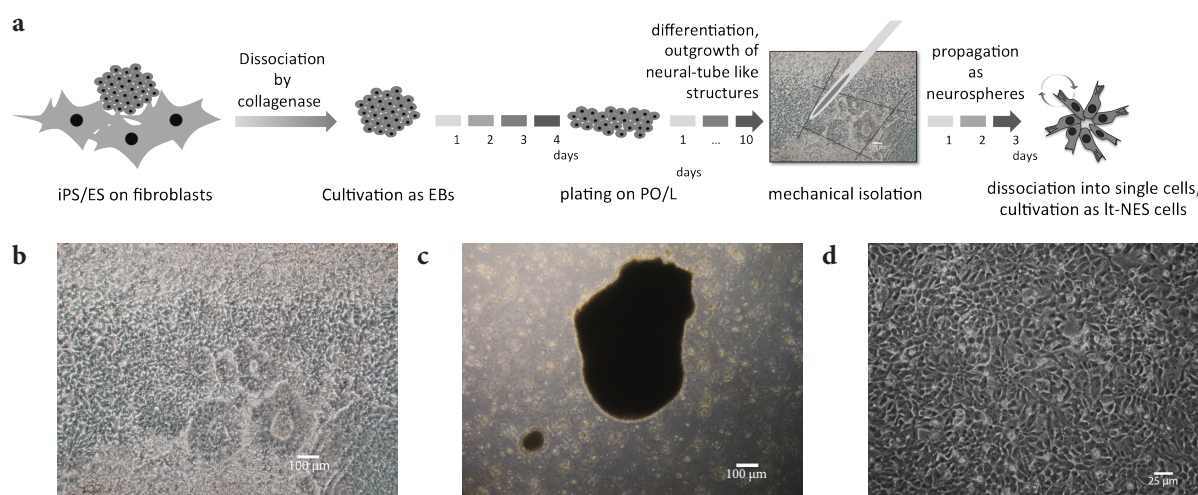 a
Dissociation
by
collagenase
differentiation,
outgrowth of
neural-tube like
structures
propagation
as
neurospheres
1 2 3 4
days
1 ... 10
days
100 µm
1 2 3
days
iPS/ES on fibroblasts
Cultivation as EBs
plating on PO/L
mechanical isolation
dissociation into single cells,
cultivation as lt-NES cells
b
100 µm
c
100 µm
d
25 µm